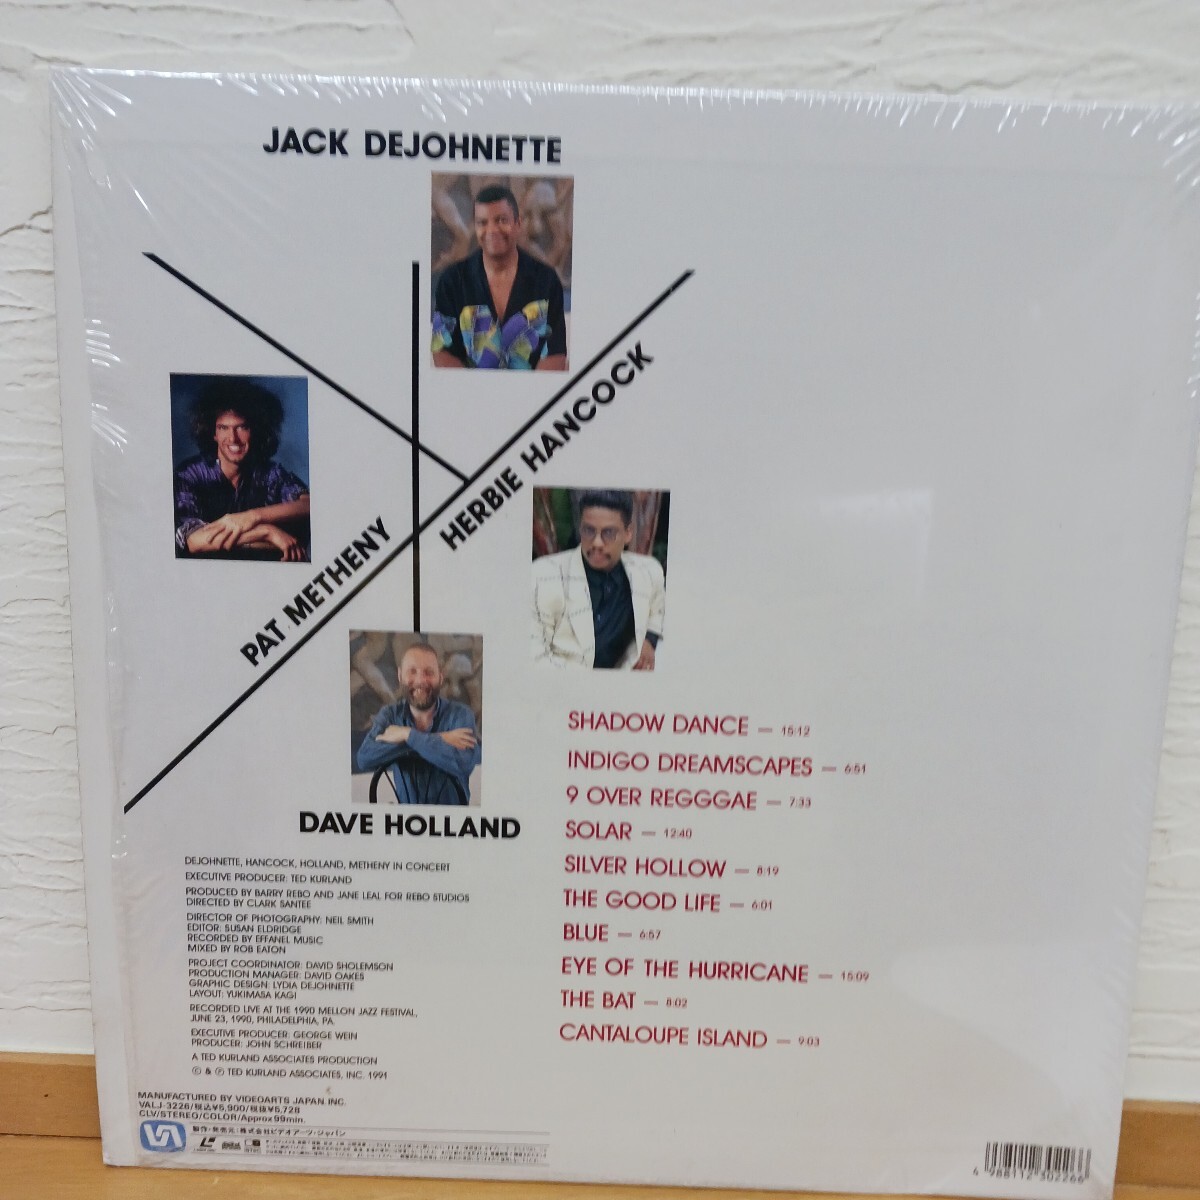 JACK DEJOHNETTE
HERBIE HANCOCK
PAT METHENY
DAVE HOLLAND
SHADOW DANCE — 15:12
INDIGO DREAMSCAPES — 6:51
9 OVER REGGGAE — 7:33
SOLAR — 12:40
SILVER HOLLOW — 8:19
THE GOOD LIFE — 6:01
BLUE — 6:57
EYE OF THE HURRICANE — 15:09
THE BAT — 8:02
CANTALOUPE ISLAND — 9:03
DEJOHNETTE, HANCOCK, HOLLAND, METHENY IN CONCERT
EXECUTIVE PRODUCER: TED KURLAND
PRODUCED BY BARRY REBO AND JANE LEAL FOR REBO STUDIOS
DIRECTED BY CLARK SANTEE
DIRECTOR OF PHOTOGRAPHY: NEIL SMITH
EDITOR: SUSAN ELDRIDGE
RECORDED BY EFFANEL MUSIC
MIXED BY ROB EATON
PROJECT COORDINATOR: DAVID SHOLEMSON
PRODUCTION MANAGER: DAVID OAKES
GRAPHIC DESIGN: LYDIA DEJOHNETTE
LAYOUT: YUKIMASA KAGI
RECORDED LIVE AT THE 1990 MELLON JAZZ FESTIVAL,
JUNE 23, 1990, PHILADELPHIA, PA
EXECUTIVE PRODUCER: GEORGE WEIN
PRODUCER: JOHN SCHREIBER
A TED KURLAND ASSOCIATES PRODUCTION
© & ℗ TED KURLAND ASSOCIATES, INC. 1991
MANUFACTURED BY VIDEOARTS JAPAN INC.
VALJ-3226/税込¥5,900/税抜¥5,728
CLV/STEREO/COLOR/Approx 99min.
製作・発売元：株式会社ビデオアーツ・ジャパン
4 988112 302266